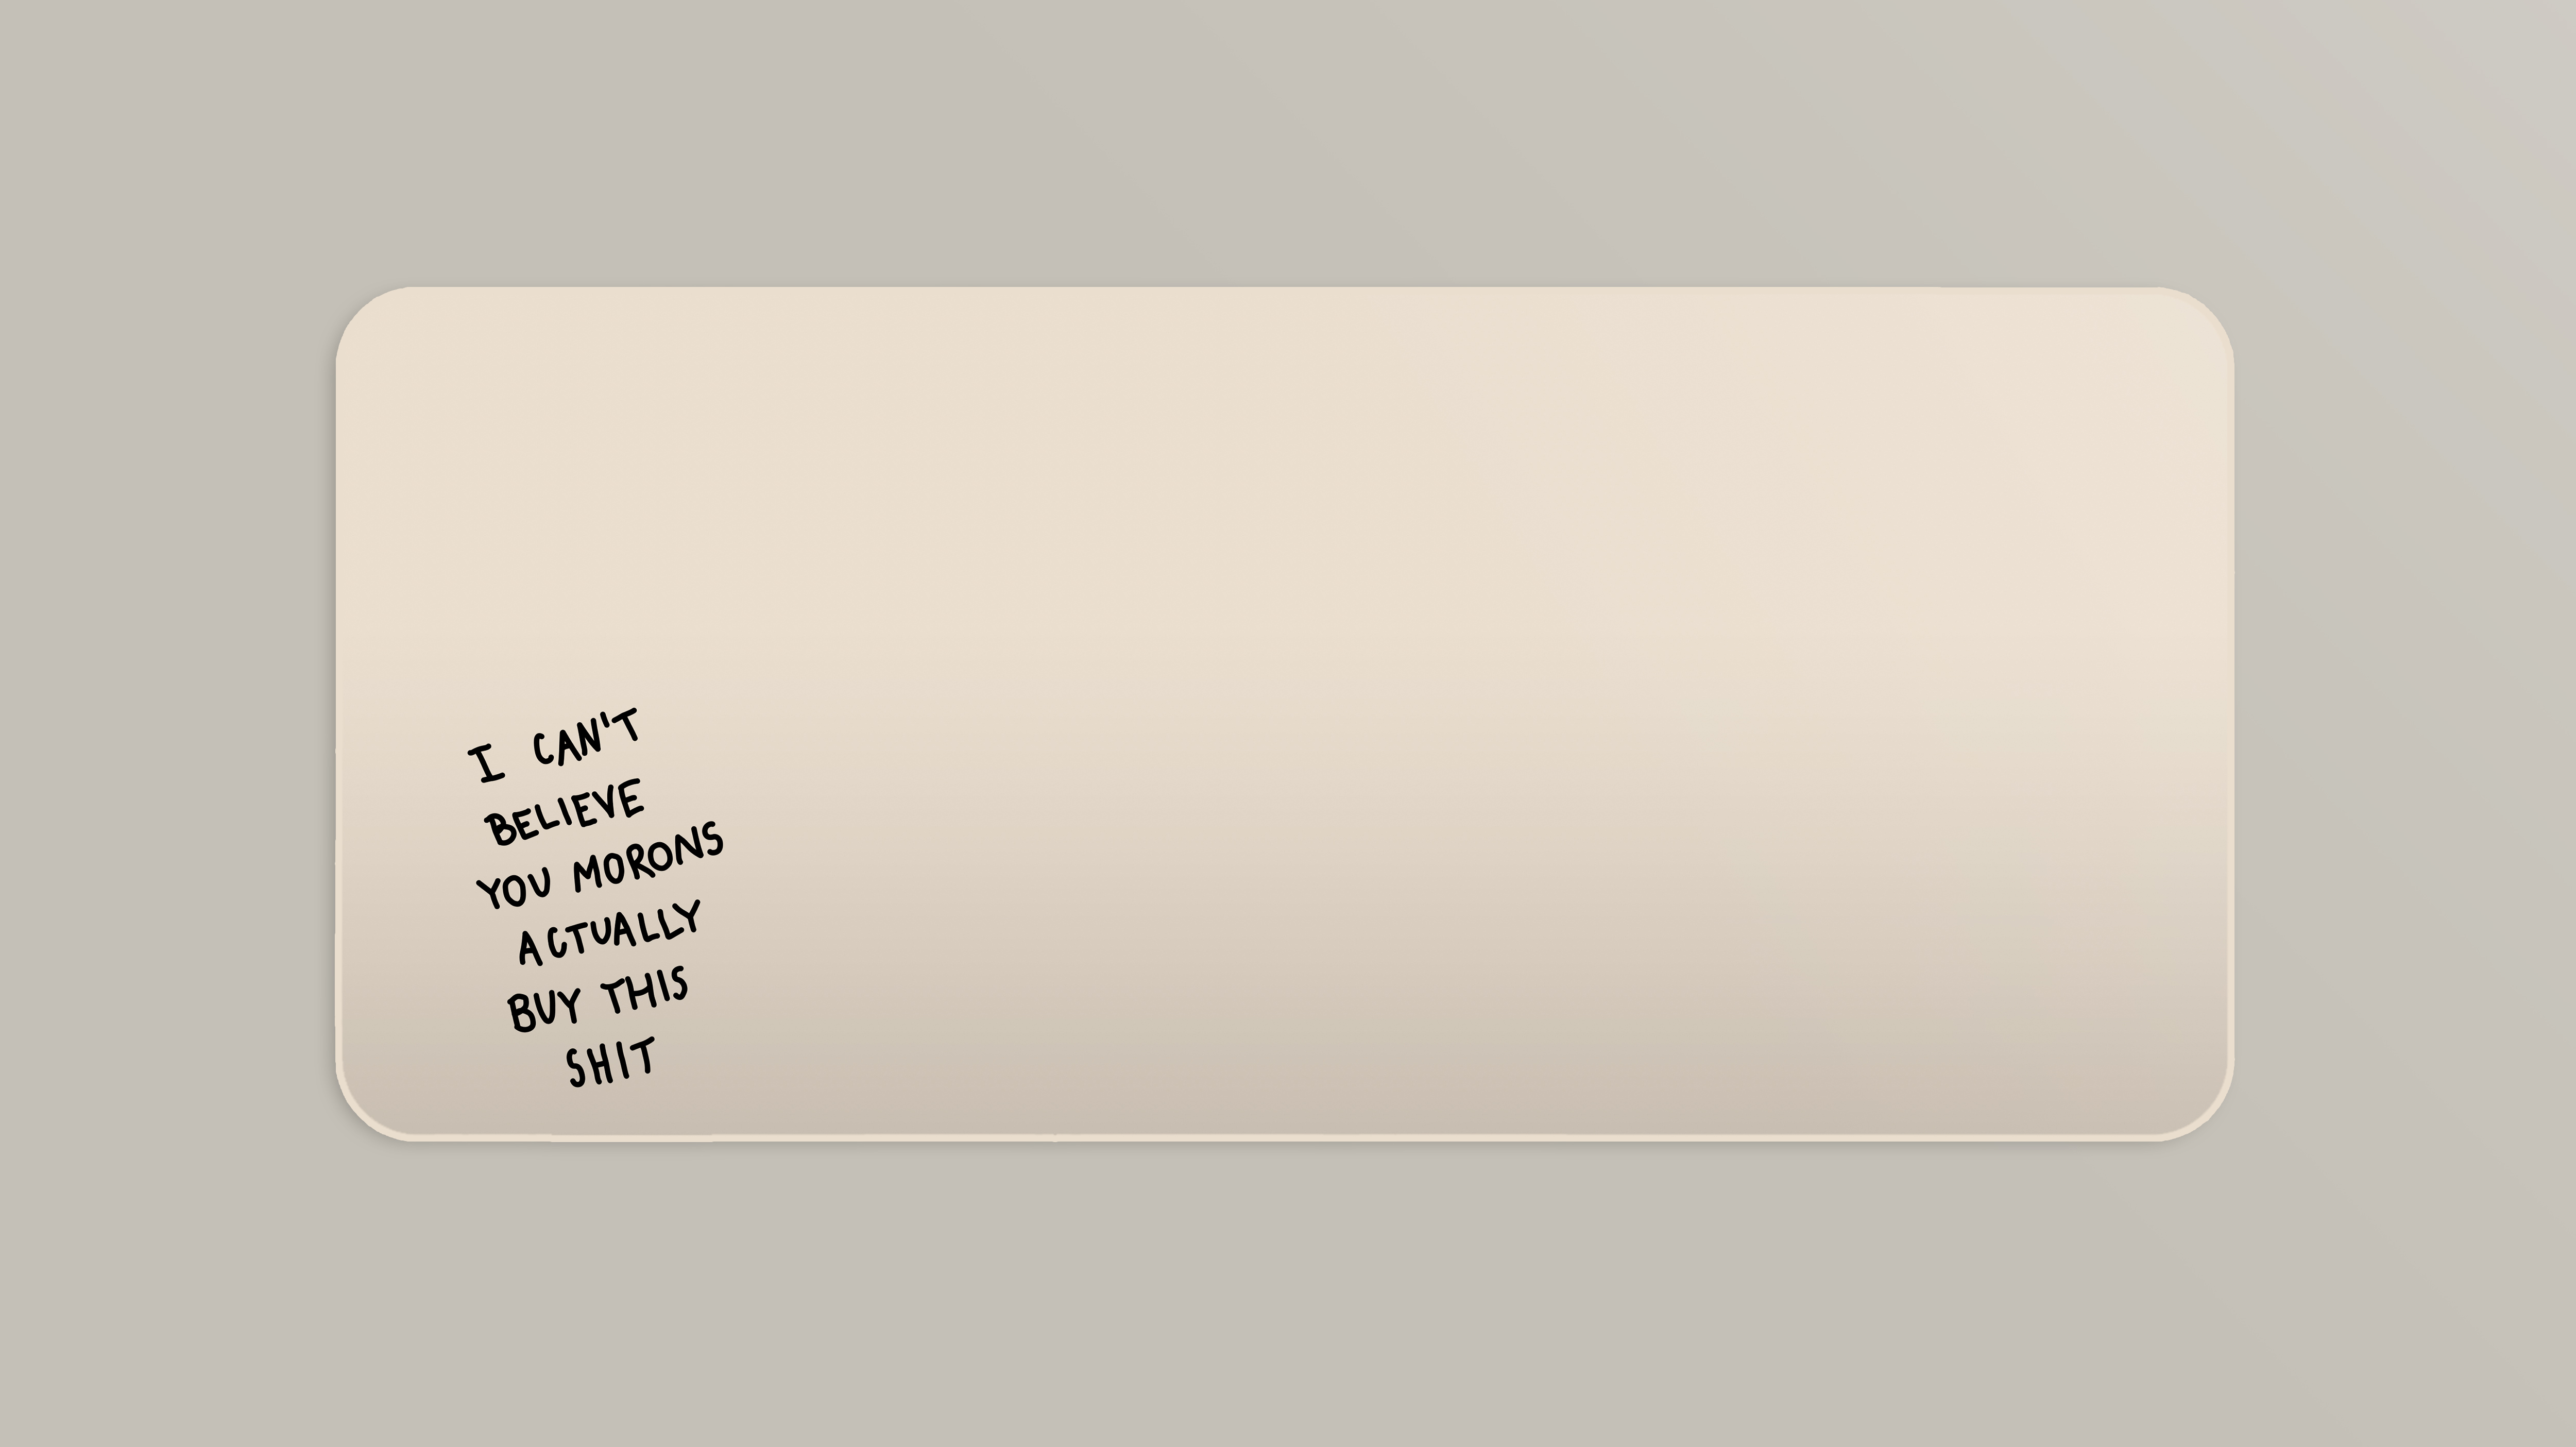 I CAN'T
BELIEVE
YOU MORONS
ACTUALLY
BUY THIS
SHIT